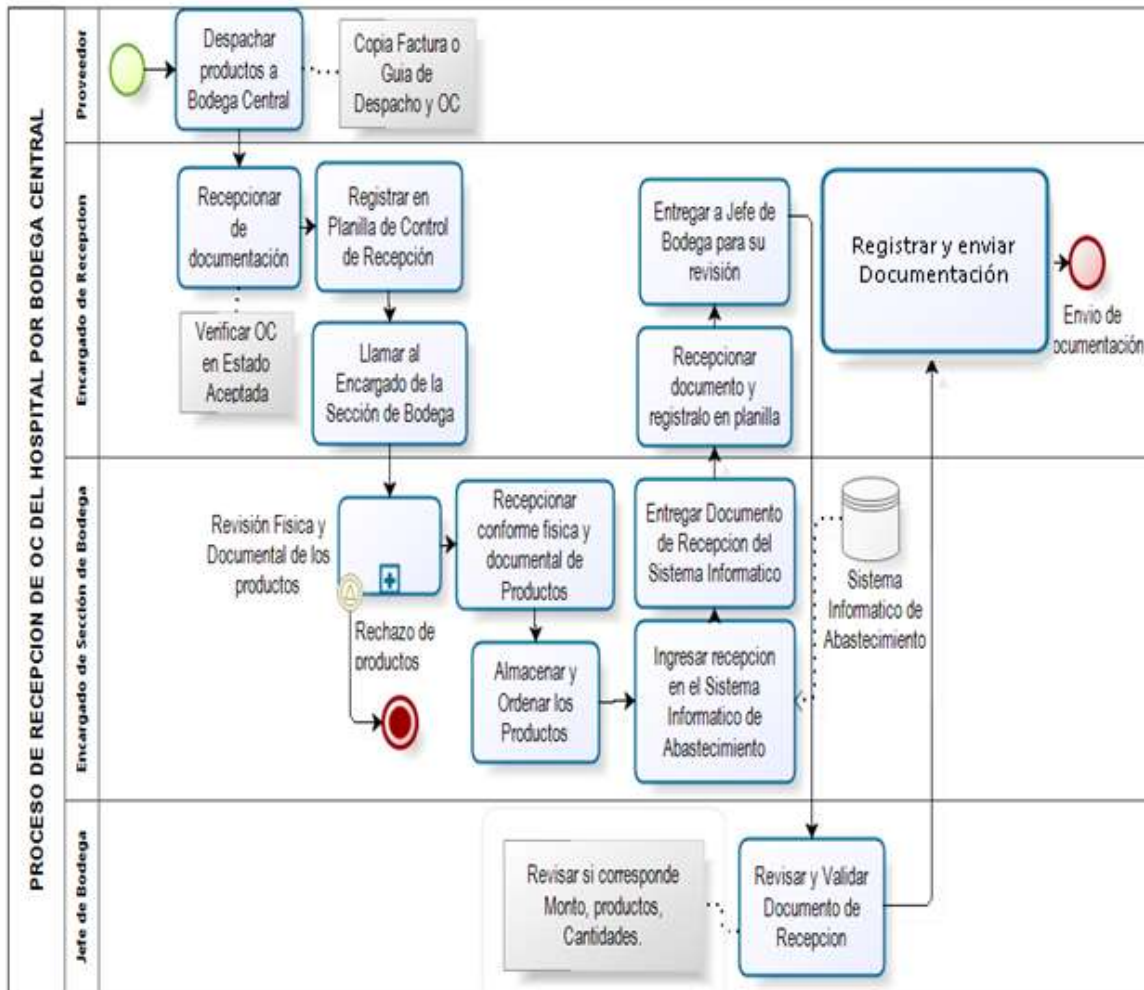 PROCESO DE RECEPCION DE OC DEL HOSPITAL POR BODEGA CENTRAL
Proveedor
Despachar
productos a
Bodega Central
Copia Factura o
Guia de
Despacho y OC
Encargado de Recepcion
Recepcionar
de
documentación
Verificar OC
en Estado
Aceptada
Registrar en
Planilla de Control
de Recepción
Llamar al
Encargado de la
Sección de Bodega
Entregar a Jefe de
Bodega para su
revisión
Recepcionar
documento y
registralo en planilla
Registrar y enviar
Documentación
Envio de
ocumentación
Encargado de Sección de Bodega
Revisión Fisica y
Documental de los
productos
Rechazo de
productos
Recepcionar
conforme fisica y
documental de
Productos
Almacenar y
Ordenar los
Productos
Entregar Documento
de Recepcion del
Sistema Informatico
Ingresar recepcion
en el Sistema
Informatico de
Abastecimiento
Sistema
Informatico de
Abastecimiento
Jefe de Bodega
Revisar si corresponde
Monto, productos,
Cantidades.
Revisar y Validar
Documento de
Recepcion